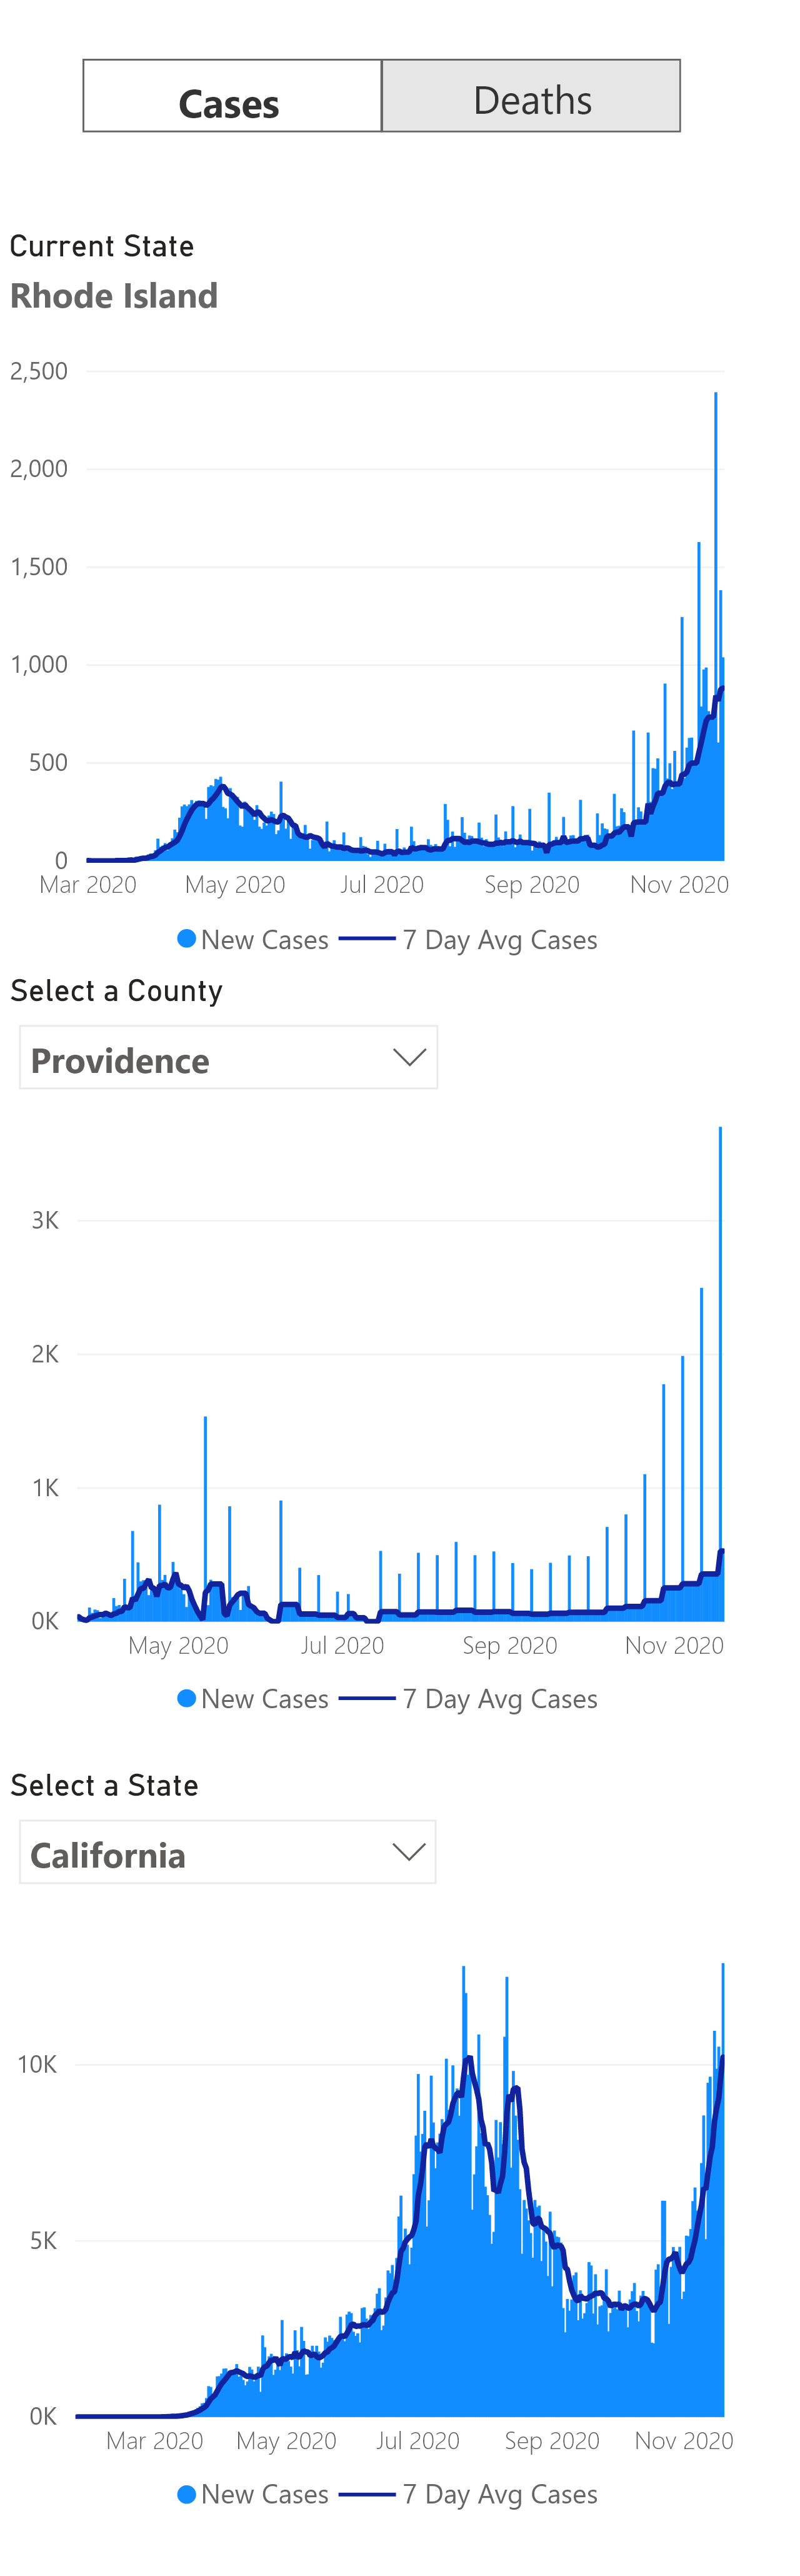 Cases Deaths
Current State
Rhode Island
2,500
2,000
1,500
1,000
500
0
Mar 2020 May 2020 Jul 2020 Sep 2020 Nov 2020
New Cases 7 Day Avg Cases
Select a County
Providence
3K
2K
1K
0K
May 2020 Jul 2020 Sep 2020 Nov 2020
New Cases 7 Day Avg Cases
Select a State
California
10K
5K
0K
Mar 2020 May 2020 Jul 2020 Sep 2020 Nov 2020
New Cases 7 Day Avg Cases